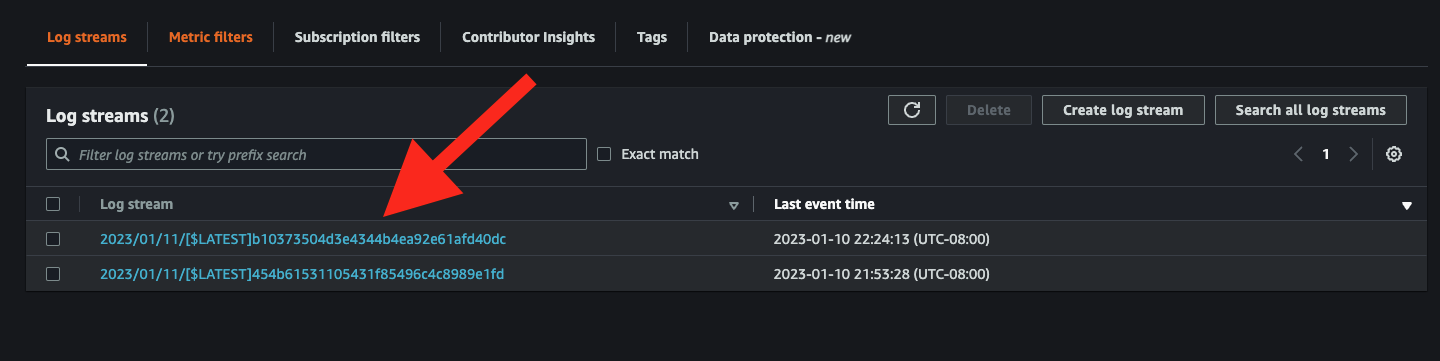 Log streams Metric filters Subscription filters Contributor Insights Tags Data protection - new
Log streams (2) Delete Create log stream Search all log streams
Filter log streams or try prefix search Exact match 1
Log stream Last event time
2023/01/11/[$LATEST]b10373504d3e4344b4ea92e61afd40dc 2023-01-10 22:24:13 (UTC-08:00)
2023/01/11/[$LATEST]454b61531105431f85496c4c8989e1fd 2023-01-10 21:53:28 (UTC-08:00)